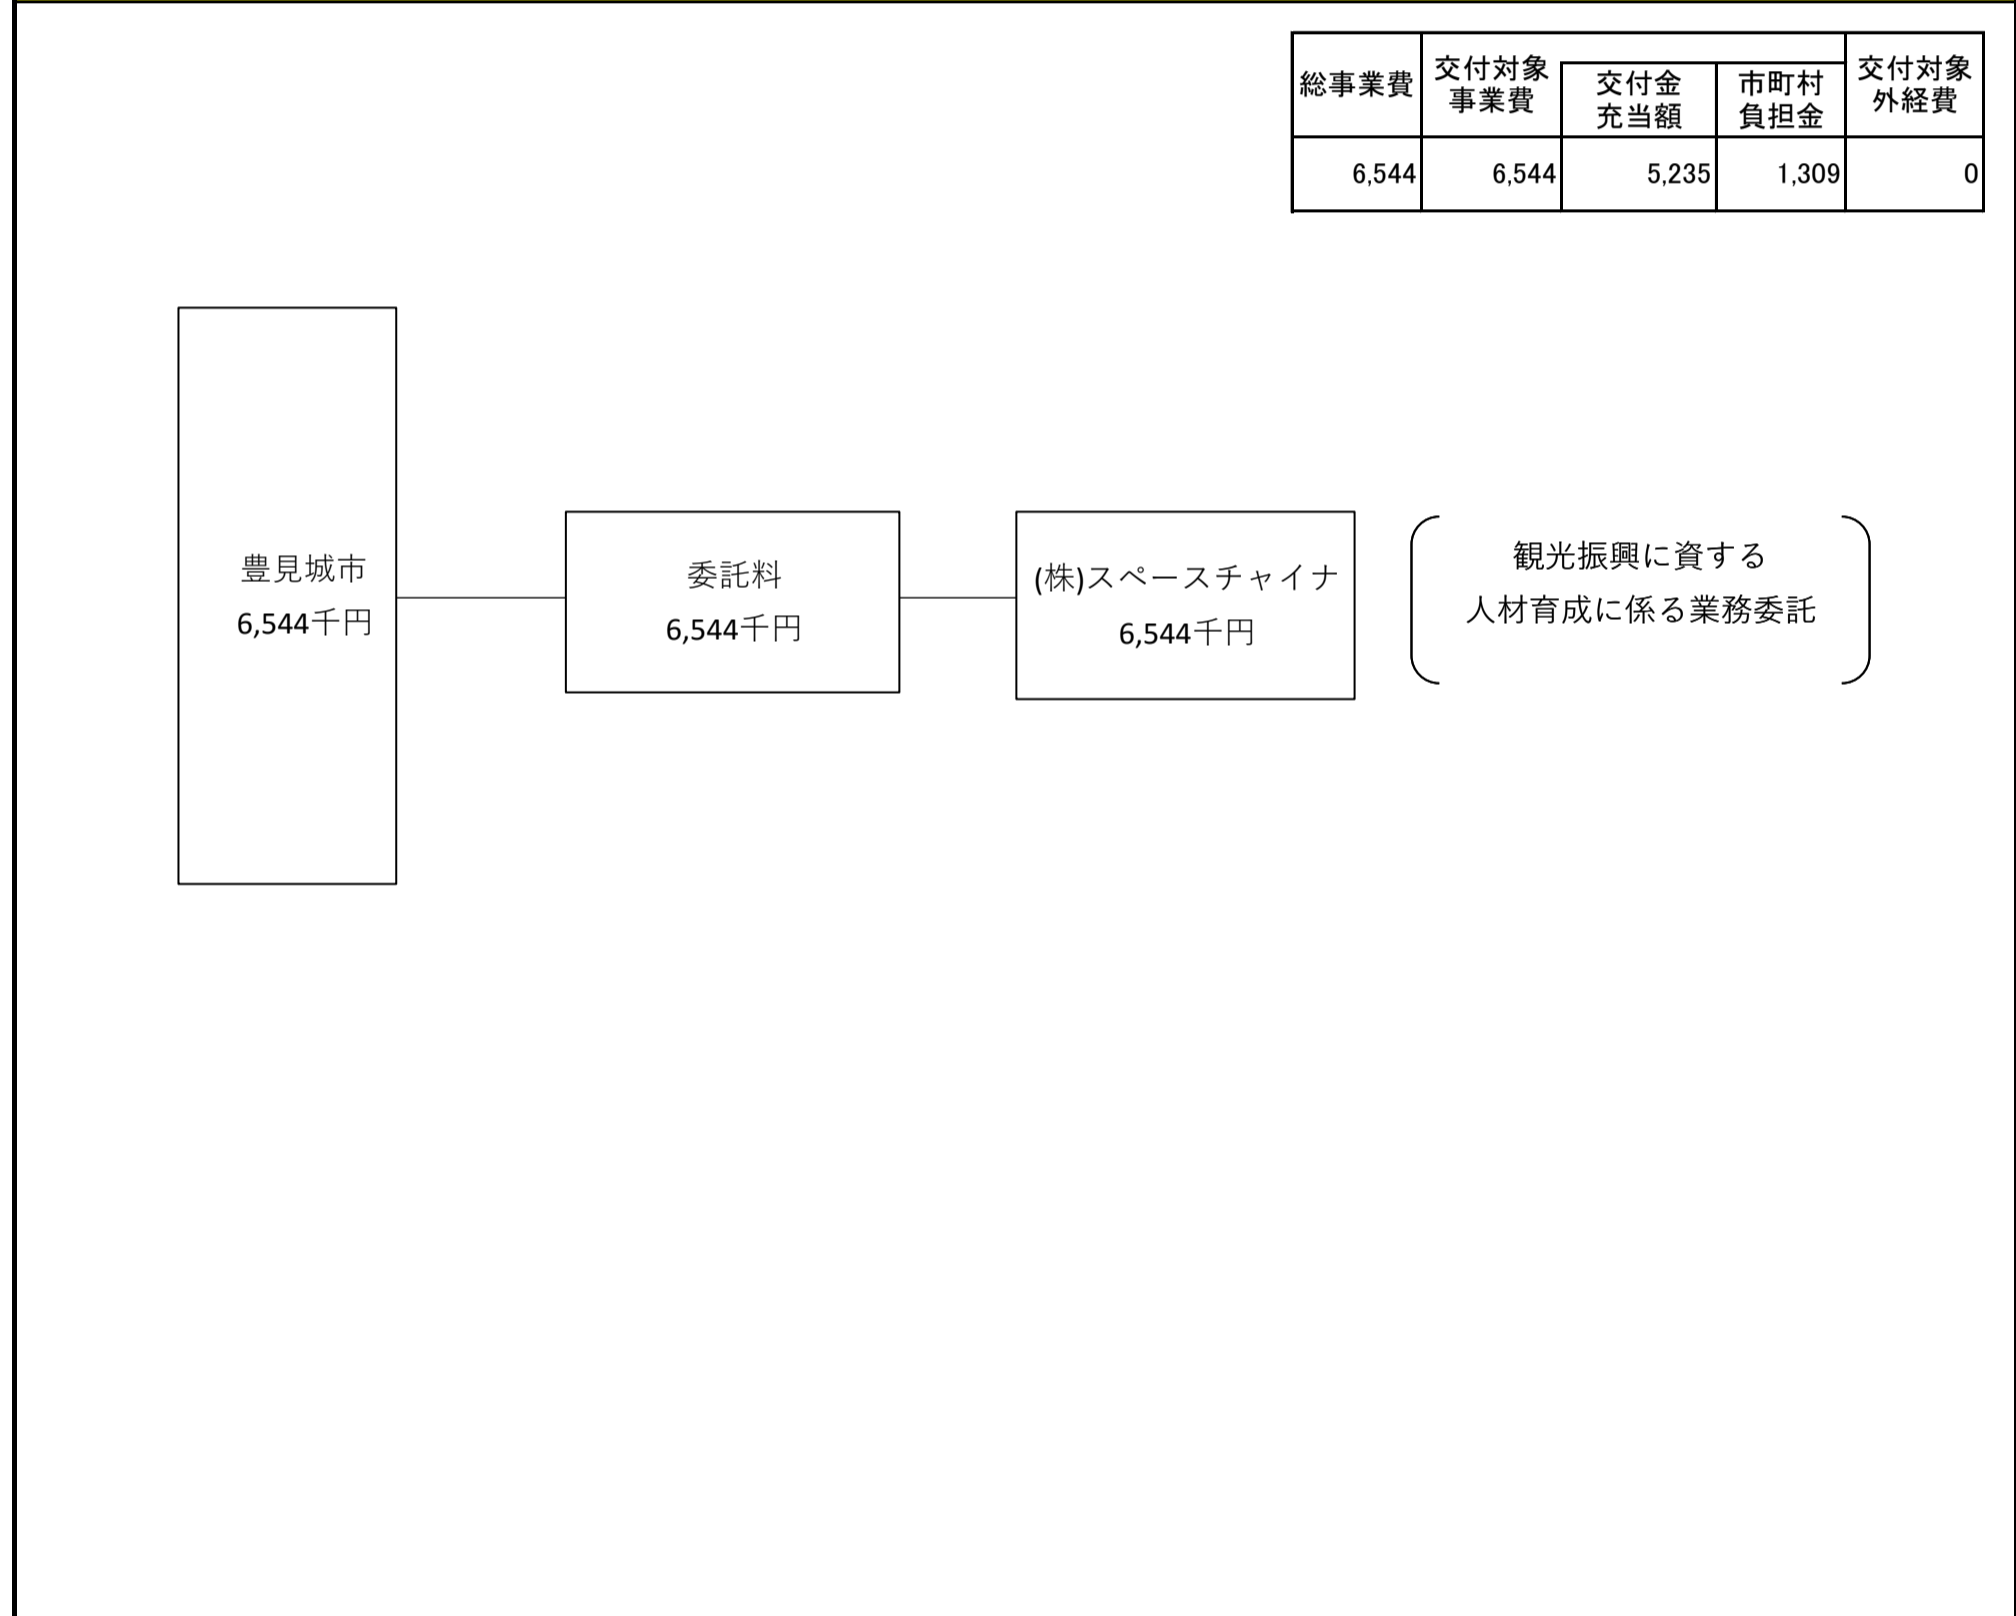 総事業費
交付対象
事業費
交付金
充当額
市町村
負担金
交付対象
外経費
6,544 6,544 5,235 1,309 0
豊見城市
6,544千円
委託料
6,544千円
(株)スペースチャイナ
6,544千円
観光振興に資する
人材育成に係る業務委託